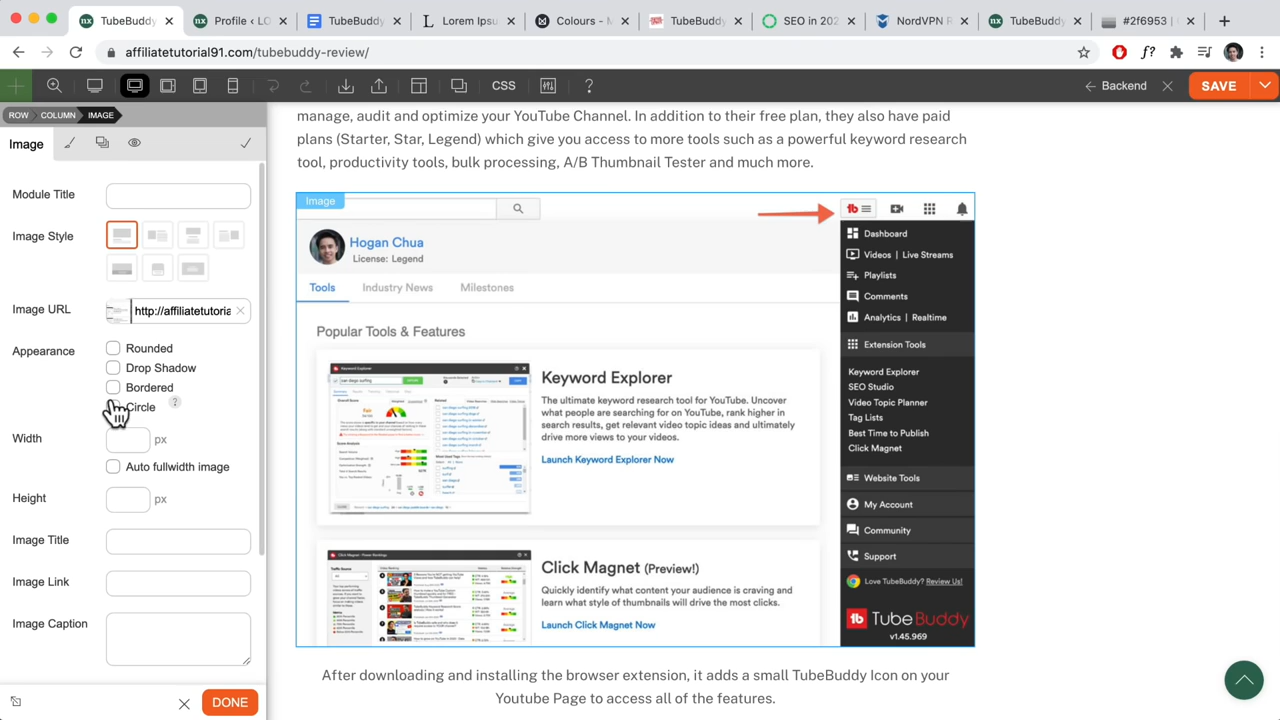 TubeBuddy
Profile ‹ LO
TubeBuddy
Lorem Ipsu
Colours - M
TubeBuddy
SEO in 202
NordVPN R
TubeBuddy
#2f6953 |
affiliatetutorial91.com/tubebuddy-review/
f?
CSS
?
Backend
SAVE
ROW
COLUMN
IMAGE
Image
Module Title
Image Style
Image URL
http://affiliatetutoria
Appearance
Rounded
Drop Shadow
Bordered
Circle
?
Width
px
Auto fullwidth image
Height
px
Image Title
Image Link
Image Caption
DONE
manage, audit and optimize your YouTube Channel. In addition to their free plan, they also have paid
plans (Starter, Star, Legend) which give you access to more tools such as a powerful keyword research
tool, productivity tools, bulk processing, A/B Thumbnail Tester and much more.
Image
Hogan Chua
License: Legend
Tools
Industry News
Milestones
Popular Tools & Features
Keyword Explorer
The ultimate keyword research tool for YouTube. Uncover
what people are searching for on YouTube, rank higher in
search results, get relevant video topic ideas and ultimately
drive more views to your videos.
Launch Keyword Explorer Now
Click Magnet (Preview!)
Quickly identify what content your audience is craving and
learn what style of thumbnails will drive the most clicks.
Launch Click Magnet Now
tb
Dashboard
Videos | Live Streams
Playlists
Comments
Analytics | Realtime
Extension Tools
Keyword Explorer
SEO Studio
Video Topic Planner
Tag Lists
Best Time to Publish
Click Magnet
Website Tools
My Account
Community
Support
Love TubeBuddy? Review Us!
tb TubeBuddy
v1.45.969
After downloading and installing the browser extension, it adds a small TubeBuddy Icon on your
Youtube Page to access all of the features.